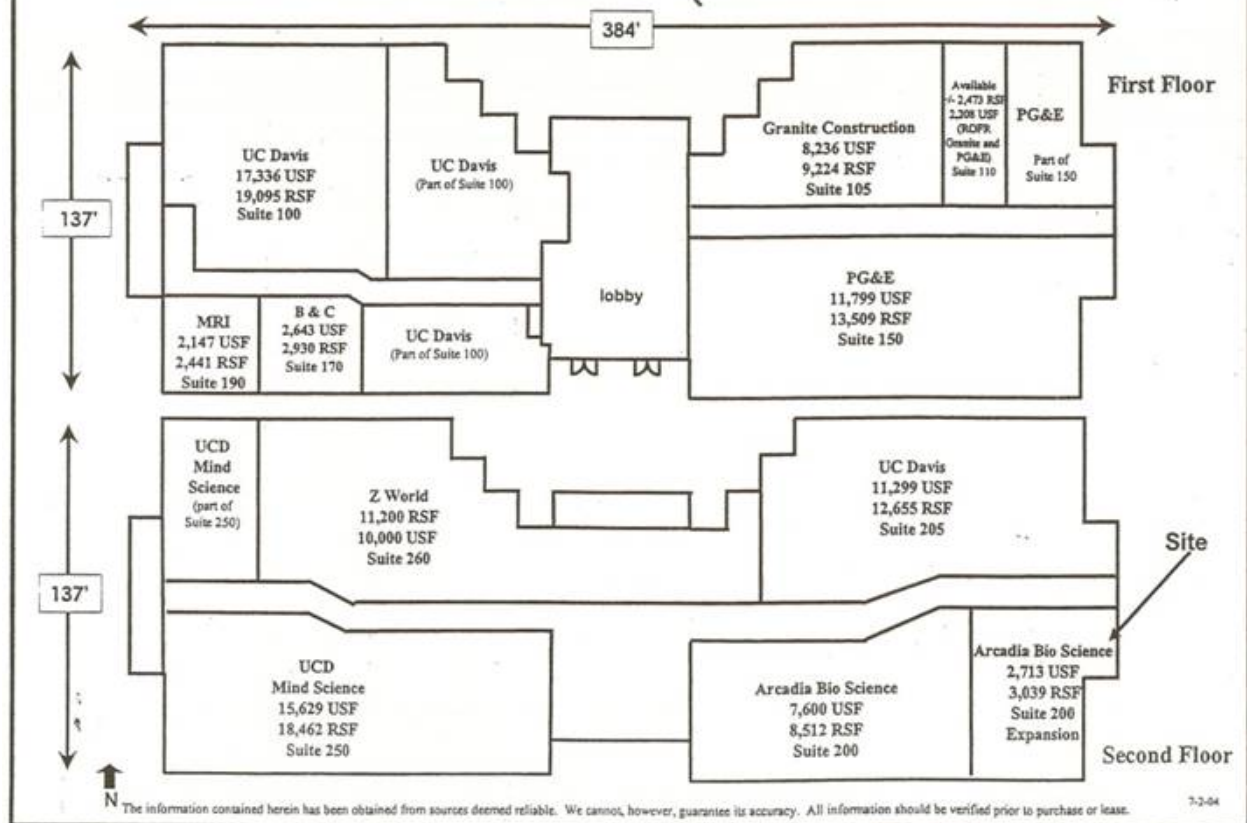 384'
First Floor
137'
UC Davis
17,336 USF
19,095 RSF
Suite 100
UC Davis
(Part of Suite 100)
Granite Construction
8,236 USF
9,224 RSF
Suite 105
Available
+/- 2,473 RSF
2,208 USF
(ROFR
Granite and
PG&E)
Suite 110
PG&E
Part of
Suite 150
lobby
MRI
2,147 USF
2,441 RSF
Suite 190
B & C
2,643 USF
2,930 RSF
Suite 170
UC Davis
(Part of Suite 100)
PG&E
11,799 USF
13,509 RSF
Suite 150
137'
UCD
Mind
Science
(part of
Suite 250)
Z World
11,200 RSF
10,000 USF
Suite 260
UC Davis
11,299 USF
12,655 RSF
Suite 205
Site
UCD
Mind Science
15,629 USF
18,462 RSF
Suite 250
Arcadia Bio Science
7,600 USF
8,512 RSF
Suite 200
Arcadia Bio Science
2,713 USF
3,039 RSF
Suite 200
Expansion
Second Floor
N
The information contained herein has been obtained from sources deemed reliable. We cannot, however, guarantee its accuracy. All information should be verified prior to purchase or lease.
7-2-04